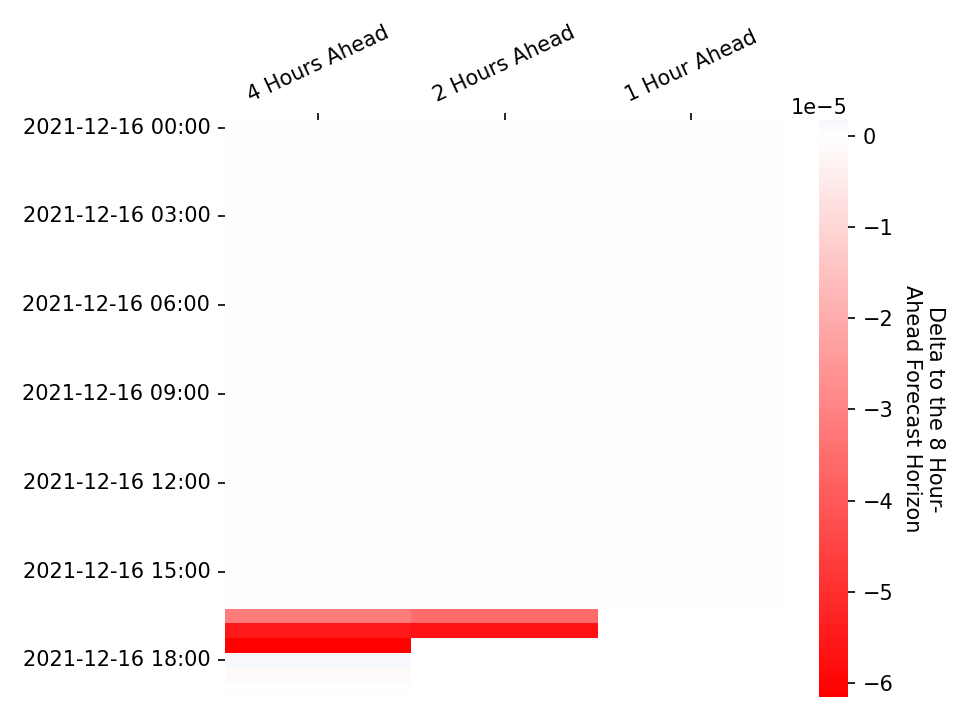 4 Hours Ahead
2 Hours Ahead
1 Hour Ahead
1e−5
2021-12-16 00:00
2021-12-16 03:00
2021-12-16 06:00
2021-12-16 09:00
2021-12-16 12:00
2021-12-16 15:00
2021-12-16 18:00
0
−1
−2
−3
−4
−5
−6
Delta to the 8 Hour-
Ahead Forecast Horizon